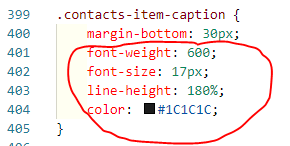 399 .contacts-item-caption {
400 margin-bottom: 30px;
401 font-weight: 600;
402 font-size: 17px;
403 line-height: 180%;
404 color: #1C1C1C;
405 }
406